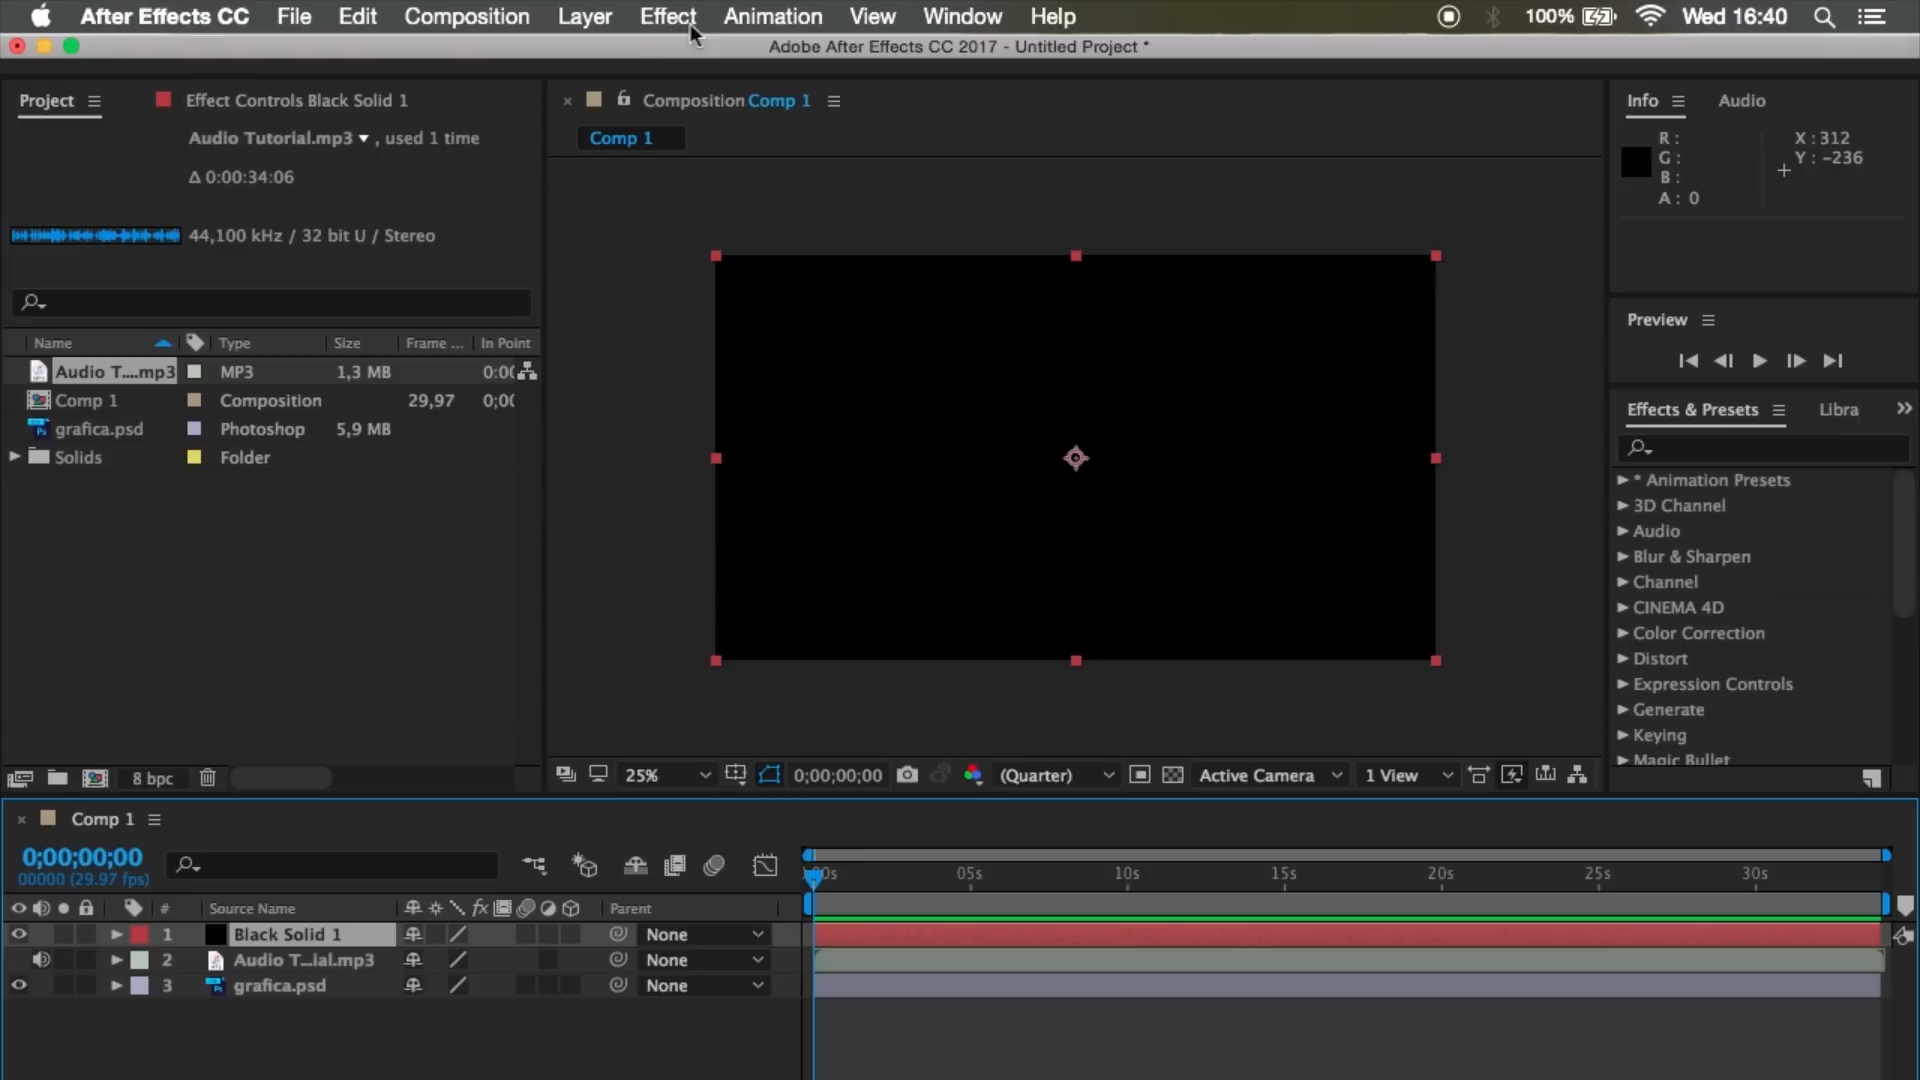 After Effects CC File Edit Composition Layer Effect Animation View Window Help 100% Wed 16:40
Adobe After Effects CC 2017 - Untitled Project *
Project
Effect Controls Black Solid 1
Audio Tutorial.mp3 , used 1 time
Δ 0:00:34:06
44,100 kHz / 32 bit U / Stereo
Name Type Size Frame ... In Point
Audio T....mp3 MP3 1,3 MB 0:00
Comp 1 Composition 29,97 0;00
grafica.psd Photoshop 5,9 MB
Solids Folder
8 bpc
Composition Comp 1
Comp 1
25% 0;00;00;00 (Quarter) Active Camera 1 View
Info Audio
R :
G :
B :
A : 0
X : 312
Y : -236
Preview
Effects & Presets Libra
* Animation Presets
3D Channel
Audio
Blur & Sharpen
Channel
CINEMA 4D
Color Correction
Distort
Expression Controls
Generate
Keying
Magic Bullet
Comp 1
0;00;00;00
00000 (29.97 fps)
05s 10s 15s 20s 25s 30s
# Source Name fx Parent
1 Black Solid 1 None
2 Audio T...ial.mp3 None
3 grafica.psd None